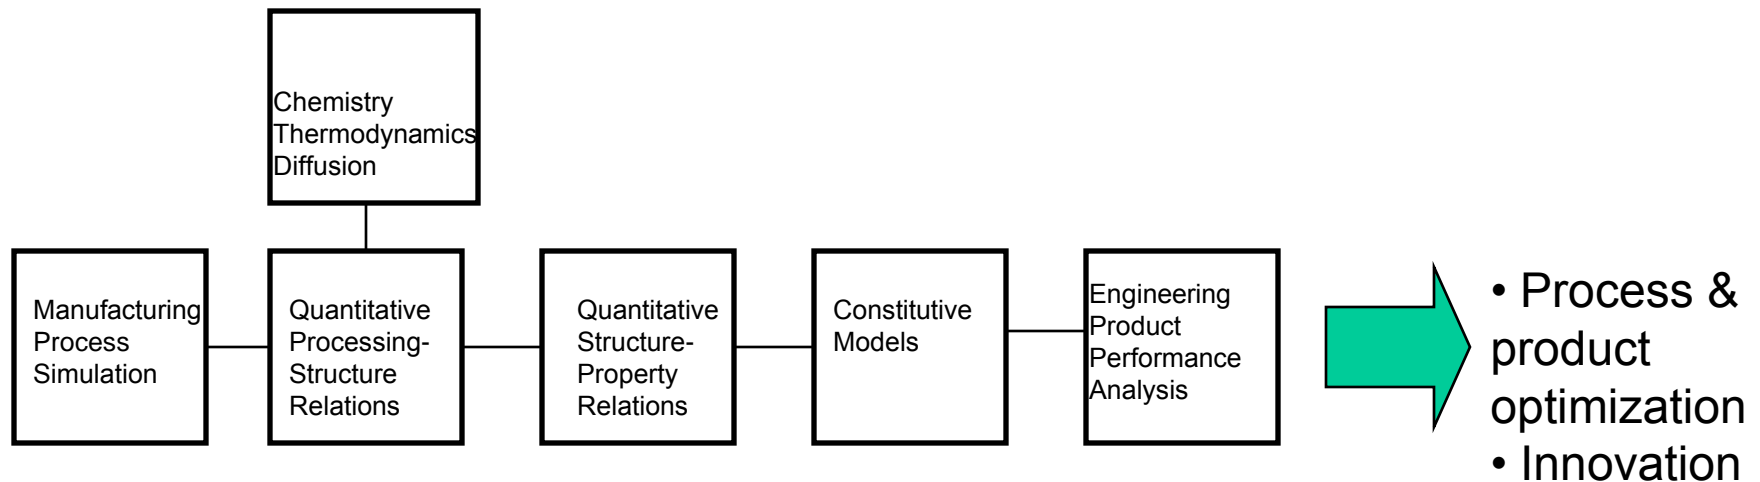 Chemistry
Thermodynamics
Diffusion
Manufacturing
Process
Simulation
Quantitative
Processing-
Structure
Relations
Quantitative
Structure-
Property
Relations
Constitutive
Models
Engineering
Product
Performance
Analysis
• Process &
product
optimization
• Innovation